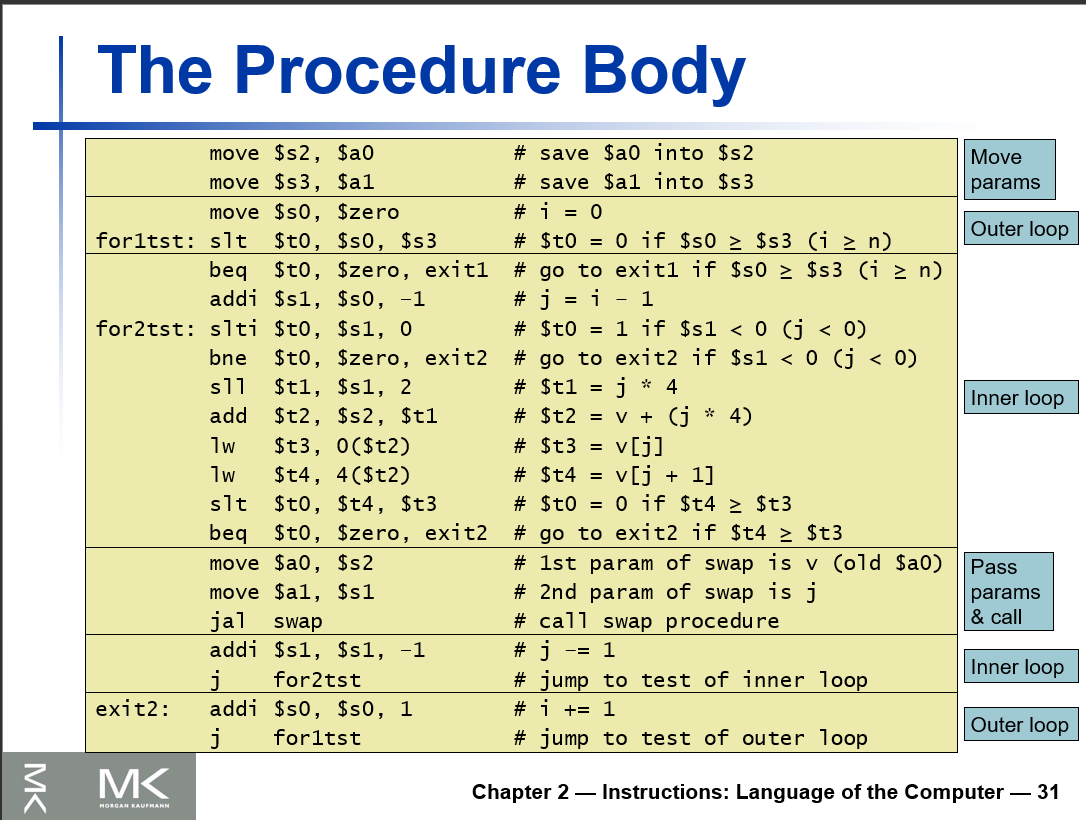 The Procedure Body
move $s2, $a0 # save $a0 into $s2
move $s3, $a1 # save $a1 into $s3
Move
params
move $s0, $zero # i = 0
for1tst: slt $t0, $s0, $s3 # $t0 = 0 if $s0 ≥ $s3 (i ≥ n)
Outer loop
beq $t0, $zero, exit1 # go to exit1 if $s0 ≥ $s3 (i ≥ n)
addi $s1, $s0, –1 # j = i – 1
for2tst: slti $t0, $s1, 0 # $t0 = 1 if $s1 < 0 (j < 0)
bne $t0, $zero, exit2 # go to exit2 if $s1 < 0 (j < 0)
sll $t1, $s1, 2 # $t1 = j * 4
add $t2, $s2, $t1 # $t2 = v + (j * 4)
lw $t3, 0($t2) # $t3 = v[j]
lw $t4, 4($t2) # $t4 = v[j + 1]
slt $t0, $t4, $t3 # $t0 = 0 if $t4 ≥ $t3
beq $t0, $zero, exit2 # go to exit2 if $t4 ≥ $t3
Inner loop
move $a0, $s2 # 1st param of swap is v (old $a0)
move $a1, $s1 # 2nd param of swap is j
jal swap # call swap procedure
Pass
params
& call
addi $s1, $s1, –1 # j –= 1
j for2tst # jump to test of inner loop
Inner loop
exit2: addi $s0, $s0, 1 # i += 1
j for1tst # jump to test of outer loop
Outer loop
MK
MK
MORGAN KAUFMANN
Chapter 2 — Instructions: Language of the Computer — 31